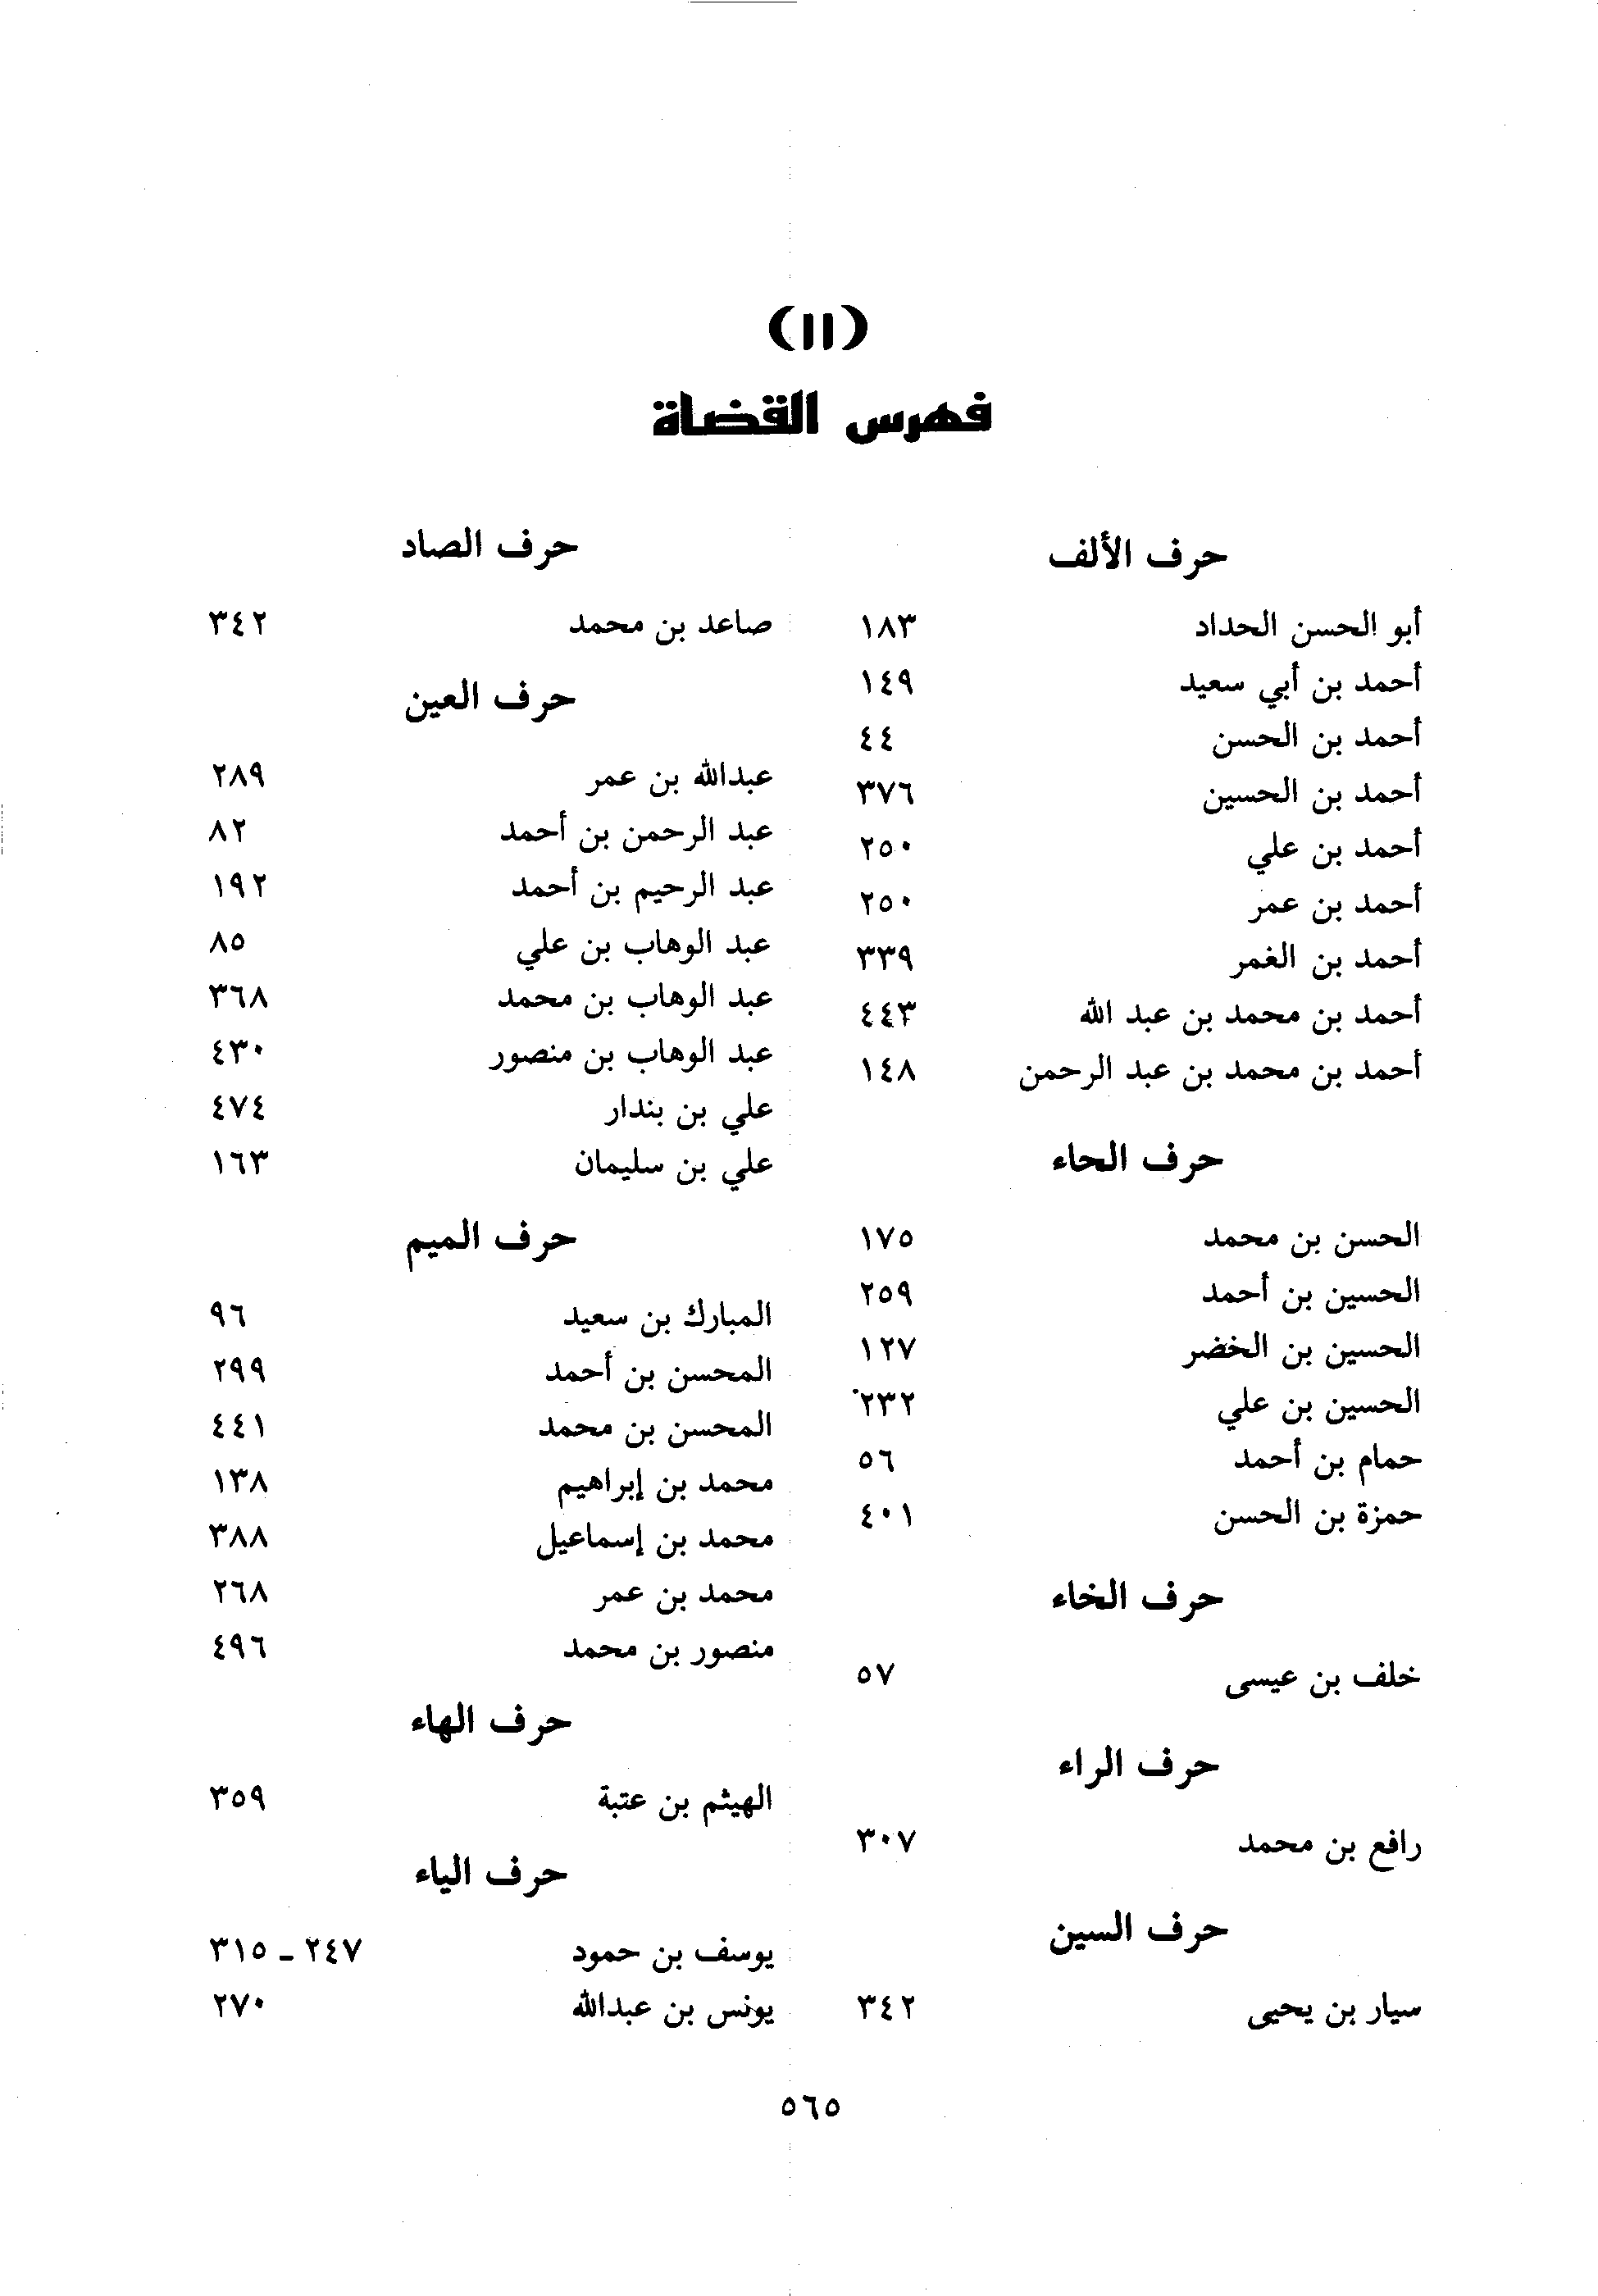 (١١)
فهرس القضاة
حرف الألف
أبو الحسن الحداد ١٨٣
أحمد بن أبي سعيد ١٤٩
أحمد بن الحسن ٤٤
أحمد بن الحسين ٣٧٦
أحمد بن علي ٢٥٠
أحمد بن عمر ٢٥٠
أحمد بن الغمر ٣٣٩
أحمد بن محمد بن عبد الله ٤٤٣
أحمد بن محمد بن عبد الرحمن ١٤٨
حرف الحاء
الحسن بن محمد ١٧٥
الحسين بن أحمد ٢٥٩
الحسين بن الخضر ١٢٧
الحسين بن علي ٢٣٢
حمام بن أحمد ٥٦
حمزة بن الحسن ٤٠١
حرف الخاء
خلف بن عيسى ٥٧
حرف الراء
رافع بن محمد ٣٠٧
حرف السين
سيار بن يحيى ٣٤٢
حرف الصاد
صاعد بن محمد ٣٤٢
حرف العين
عبدالله بن عمر ٢٨٩
عبد الرحمن بن أحمد ٨٢
عبد الرحيم بن أحمد ١٩٢
عبد الوهاب بن علي ٨٥
عبد الوهاب بن محمد ٣٦٨
عبد الوهاب بن منصور ٤٣٠
علي بن بندار ٤٧٤
علي بن سليمان ١٦٣
حرف الميم
المبارك بن سعيد ٩٦
المحسن بن أحمد ٢٩٩
المحسن بن محمد ٤٤١
محمد بن إبراهيم ١٣٨
محمد بن إسماعيل ٣٨٨
محمد بن عمر ٢٦٨
منصور بن محمد ٤٩٦
حرف الهاء
الهيثم بن عتبة ٣٥٩
حرف الياء
يوسف بن حمود ٢٤٧ - ٣١٥
يونس بن عبدالله ٢٧٠
٥٦٥